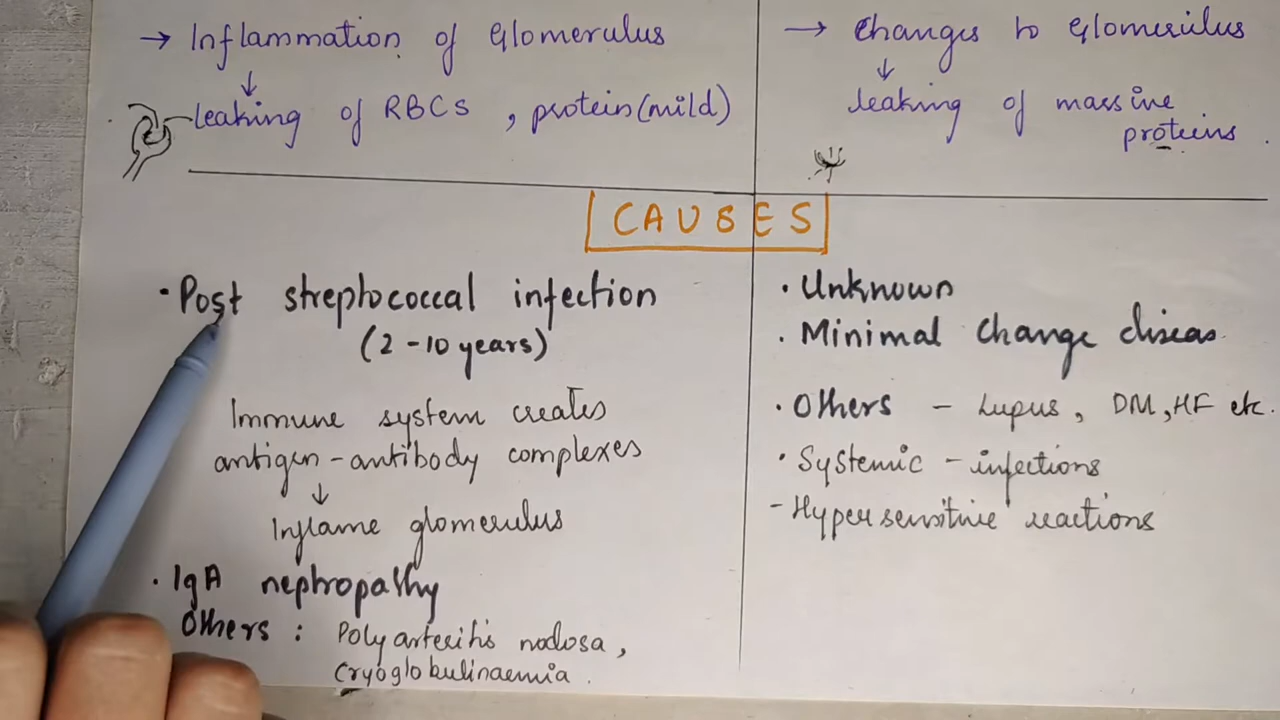 → Inflammation of Glomerulus
↓
leaking of RBCS , protein(mild)
→ Changes to Glomerulus
↓
leaking of massive
proteins .
CAUSES
• Post streptococcal infection
(2-10 years)
Immune system creates
antigen-antibody complexes
↓
Inflame glomerulus
• IgA nephropathy
Others : Polyarteritis nodosa,
Cryoglobulinaemia .
• Unknown
• Minimal Change diseas
• Others - Lupus, DM, HF etc.
• Systemic - infections
- Hypersensitive reactions